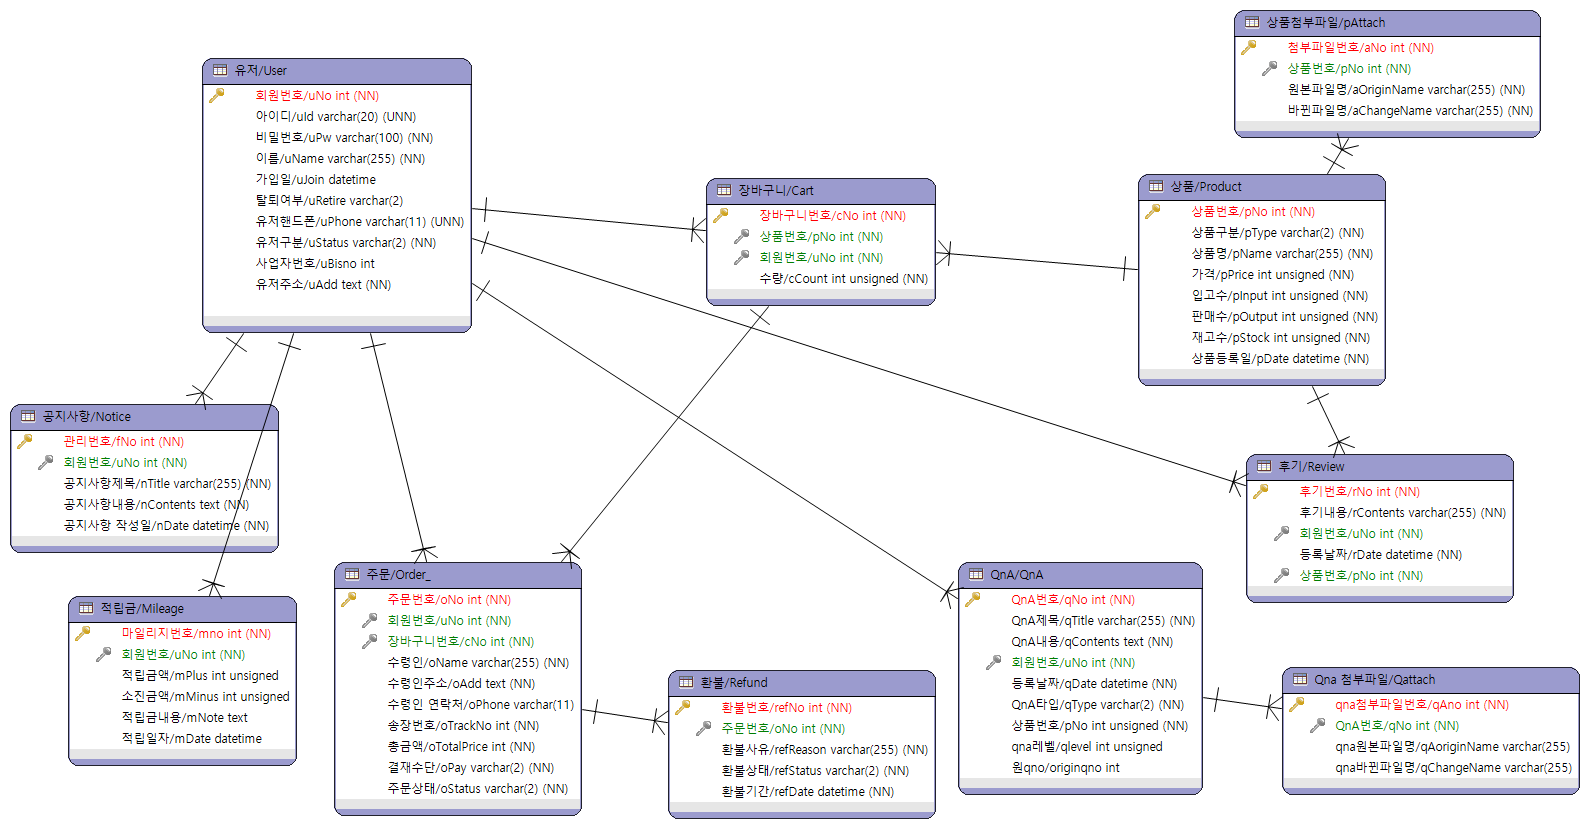 유저/User
회원번호/uNo int (NN)
아이디/uId varchar(20) (UNN)
비밀번호/uPw varchar(100) (NN)
이름/uName varchar(255) (NN)
가입일/uJoin datetime
탈퇴여부/uRetire varchar(2)
유저핸드폰/uPhone varchar(11) (UNN)
유저구분/uStatus varchar(2) (NN)
사업자번호/uBisno int
유저주소/uAdd text (NN)
장바구니/Cart
장바구니번호/cNo int (NN)
상품번호/pNo int (NN)
회원번호/uNo int (NN)
수량/cCount int unsigned (NN)
상품첨부파일/pAttach
첨부파일번호/aNo int (NN)
상품번호/pNo int (NN)
원본파일명/aOriginName varchar(255) (NN)
바뀐파일명/aChangeName varchar(255) (NN)
상품/Product
상품번호/pNo int (NN)
상품구분/pType varchar(2) (NN)
상품명/pName varchar(255) (NN)
가격/pPrice int unsigned (NN)
입고수/pInput int unsigned (NN)
판매수/pOutput int unsigned (NN)
재고수/pStock int unsigned (NN)
상품등록일/pDate datetime (NN)
공지사항/Notice
관리번호/fNo int (NN)
회원번호/uNo int (NN)
공지사항제목/nTitle varchar(255) (NN)
공지사항내용/nContents text (NN)
공지사항 작성일/nDate datetime (NN)
후기/Review
후기번호/rNo int (NN)
후기내용/rContents varchar(255) (NN)
회원번호/uNo int (NN)
등록날짜/rDate datetime (NN)
상품번호/pNo int (NN)
적립금/Mileage
마일리지번호/mno int (NN)
회원번호/uNo int (NN)
적립금액/mPlus int unsigned
소진금액/mMinus int unsigned
적립금내용/mNote text
적립일자/mDate datetime
주문/Order_
주문번호/oNo int (NN)
회원번호/uNo int (NN)
장바구니번호/cNo int (NN)
수령인/oName varchar(255) (NN)
수령인주소/oAdd text (NN)
수령인 연락처/oPhone varchar(11)
송장번호/oTrackNo int (NN)
총금액/oTotalPrice int (NN)
결재수단/oPay varchar(2) (NN)
주문상태/oStatus varchar(2) (NN)
환불/Refund
환불번호/refNo int (NN)
주문번호/oNo int (NN)
환불사유/refReason varchar(255) (NN)
환불상태/refStatus varchar(2) (NN)
환불기간/refDate datetime (NN)
QnA/QnA
QnA번호/qNo int (NN)
QnA제목/qTitle varchar(255) (NN)
QnA내용/qContents text (NN)
회원번호/uNo int (NN)
등록날짜/qDate datetime (NN)
QnA타입/qType varchar(2) (NN)
상품번호/pNo int unsigned (NN)
qna레벨/qlevel int unsigned
원qno/originqno int
Qna 첨부파일/Qattach
qna첨부파일번호/qAno int (NN)
QnA번호/qNo int (NN)
qna원본파일명/qAoriginName varchar(255)
qna바뀐파일명/qChangeName varchar(255)